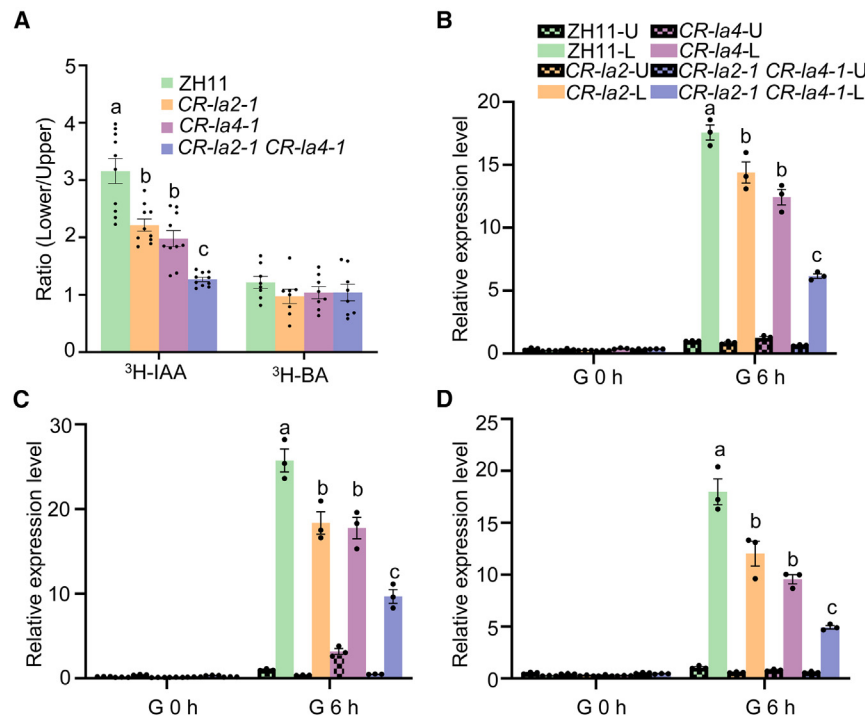 A
Ratio (Lower/Upper)
5
4
3
2
1
0
ZH11
CR-la2-1
CR-la4-1
CR-la2-1 CR-la4-1
a
b
b
c
³H-IAA
³H-BA
B
ZH11-U
CR-la4-U
ZH11-L
CR-la4-L
CR-la2-U
CR-la2-1 CR-la4-1-U
CR-la2-L
CR-la2-1 CR-la4-1-L
Relative expression level
20
15
10
5
0
a
b
b
c
G 0 h
G 6 h
C
Relative expression level
30
20
10
0
a
b
b
c
G 0 h
G 6 h
D
Relative expression level
25
20
15
10
5
0
a
b
b
c
G 0 h
G 6 h